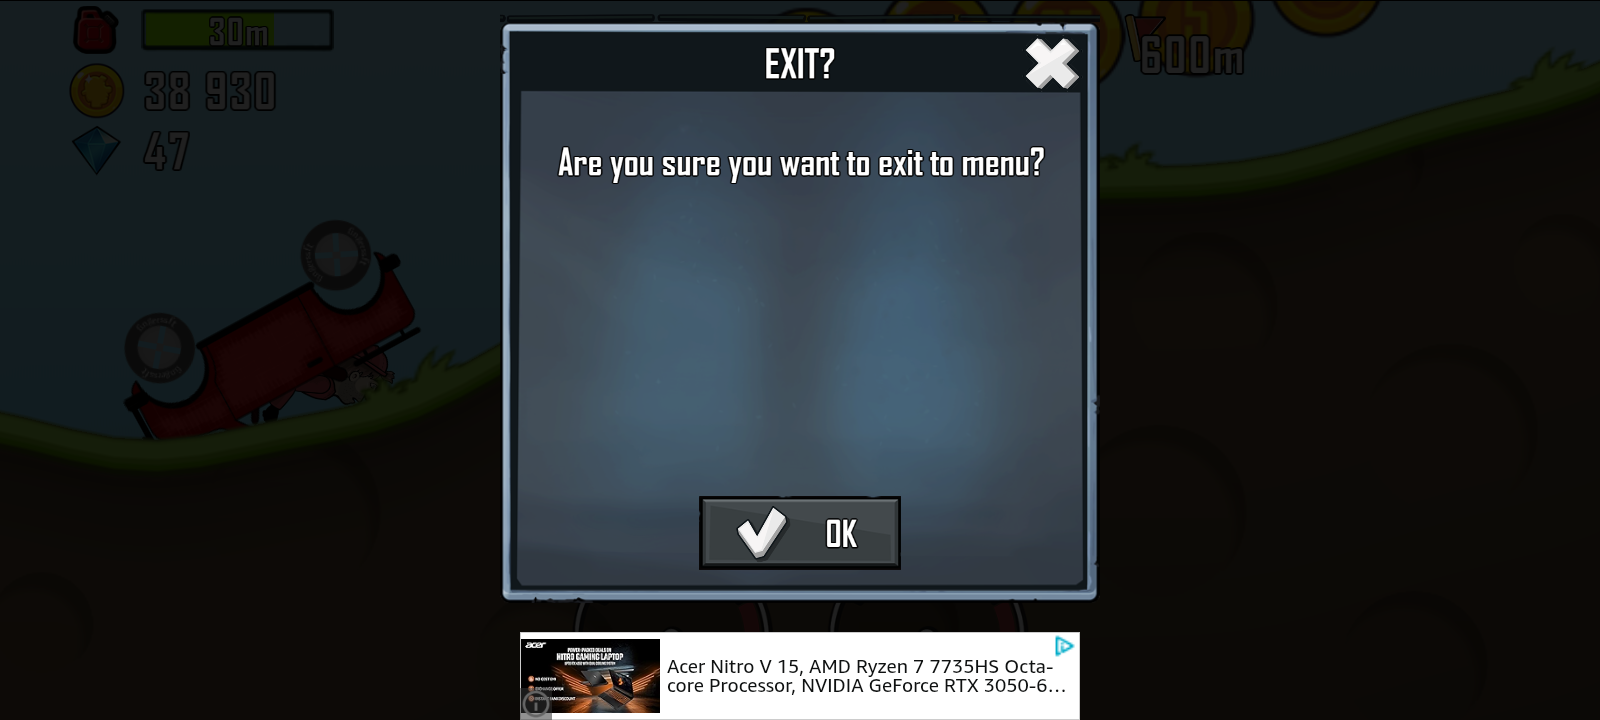 30m
38 930
47
600m
EXIT?
Are you sure you want to exit to menu?
OK
acer
NITRO GAMING LAPTOP
Acer Nitro V 15, AMD Ryzen 7 7735HS Octa-
core Processor, NVIDIA GeForce RTX 3050-6...